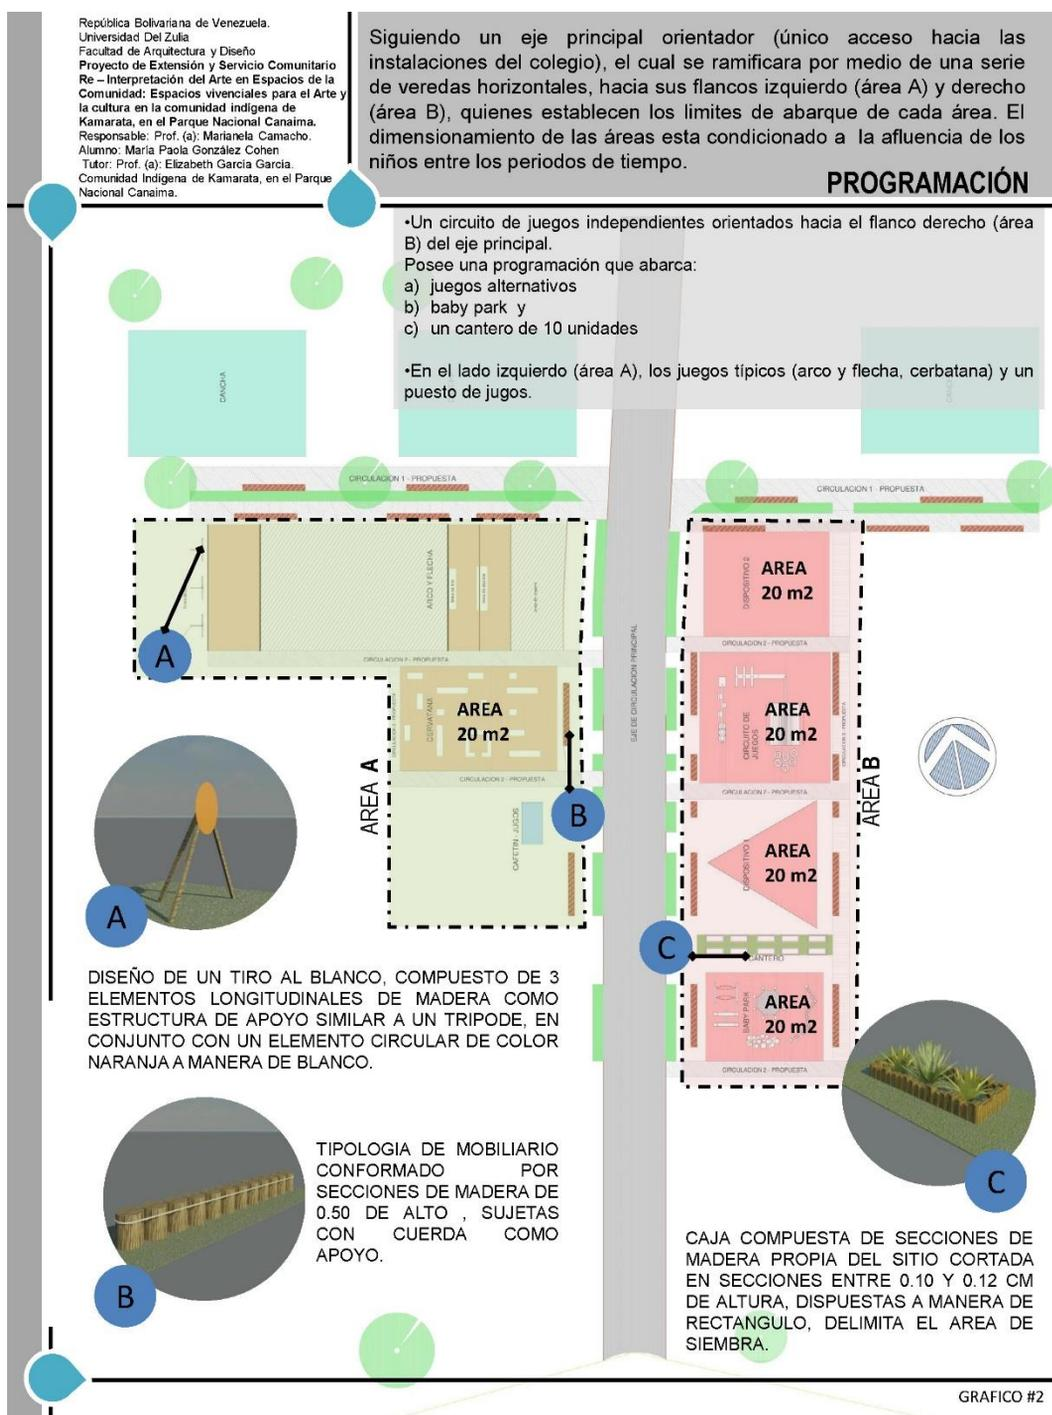 República Bolivariana de Venezuela.
Universidad Del Zulia
Facultad de Arquitectura y Diseño
Proyecto de Extensión y Servicio Comunitario
Re – Interpretación del Arte en Espacios de la
Comunidad: Espacios vivenciales para el Arte y
la cultura en la comunidad indígena de
Kamarata, en el Parque Nacional Canaima.
Responsable: Prof. (a): Marianela Camacho.
Alumno: María Paola González Cohen
Tutor: Prof. (a): Elizabeth Garcia Garcia.
Comunidad Indígena de Kamarata, en el Parque
Nacional Canaima.
Siguiendo un eje principal orientador (único acceso hacia las
instalaciones del colegio), el cual se ramificara por medio de una serie
de veredas horizontales, hacia sus flancos izquierdo (área A) y derecho
(área B), quienes establecen los limites de abarque de cada área. El
dimensionamiento de las áreas esta condicionado a la afluencia de los
niños entre los periodos de tiempo.
PROGRAMACIÓN
•Un circuito de juegos independientes orientados hacia el flanco derecho (área
B) del eje principal.
Posee una programación que abarca:
a) juegos alternativos
b) baby park y
c) un cantero de 10 unidades
•En el lado izquierdo (área A), los juegos típicos (arco y flecha, cerbatana) y un
puesto de jugos.
CANCHA
CANCHA
CIRCULACION 1 - PROPUESTA
CIRCULACION 1 - PROPUESTA
ARCO Y FLECHA
A
CIRCULACION 2 - PROPUESTA
CIRCULACION 2 - PROPUESTA
CERVATANA
AREA
20 m2
CIRCULACION 2 - PROPUESTA
AREA A
B
CAFETIN - JUGOS
EJE DE CIRCULACION PRINCIPAL
DISPOSITIVO 2
AREA
20 m2
CIRCULACION 2 - PROPUESTA
CIRCUITO DE
JUEGOS
AREA
20 m2
CIRCULACION 2 - PROPUESTA
CIRCULACION 2 - PROPUESTA
AREA B
DISPOSITIVO 1
AREA
20 m2
C
CANTERO
BABY PARK
AREA
20 m2
CIRCULACION 2 - PROPUESTA
A
DISEÑO DE UN TIRO AL BLANCO, COMPUESTO DE 3
ELEMENTOS LONGITUDINALES DE MADERA COMO
ESTRUCTURA DE APOYO SIMILAR A UN TRIPODE, EN
CONJUNTO CON UN ELEMENTO CIRCULAR DE COLOR
NARANJA A MANERA DE BLANCO.
B
TIPOLOGIA DE MOBILIARIO
CONFORMADO POR
SECCIONES DE MADERA DE
0.50 DE ALTO , SUJETAS
CON CUERDA COMO
APOYO.
C
CAJA COMPUESTA DE SECCIONES DE
MADERA PROPIA DEL SITIO CORTADA
EN SECCIONES ENTRE 0.10 Y 0.12 CM
DE ALTURA, DISPUESTAS A MANERA DE
RECTANGULO, DELIMITA EL AREA DE
SIEMBRA.
GRAFICO #2